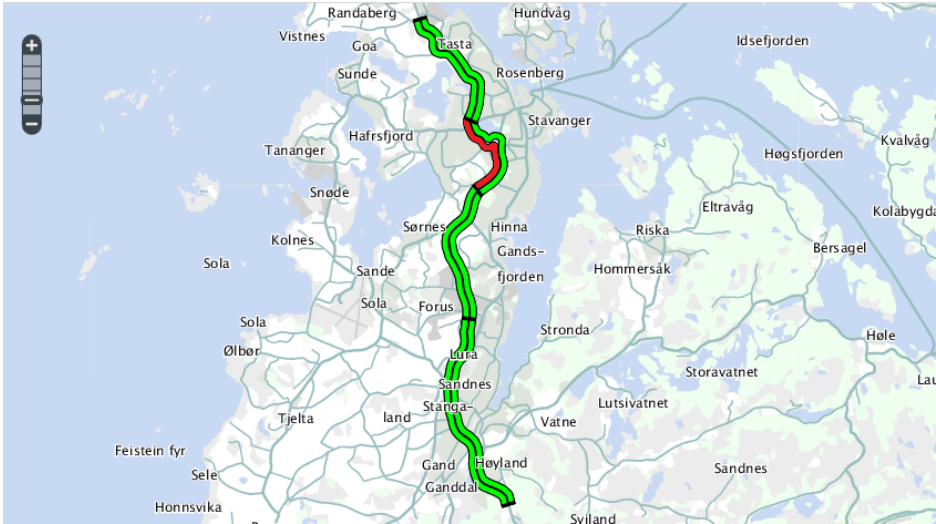 Randaberg
Hundvåg
Vistnes
Goa
Tasta
Idsefjorden
Sunde
Rosenberg
Stavanger
Hafrsfjord
Kvalvåg
Tananger
Høgsfjorden
Snøde
Eltravåg
Kolabygda
Sørnes
Hinna
Riska
Kolnes
Bersagel
Gands-
fjorden
Sola
Sande
Hommersåk
Sola
Forus
Sola
Stronda
Høle
Ølbør
Lura
Storavatnet
Sandnes
Lutsivatnet
Stanga-
land
Tjelta
Vatne
Feistein fyr
Gand
Høyland
Sandnes
Sele
Ganddal
Honnsvika
Sviland